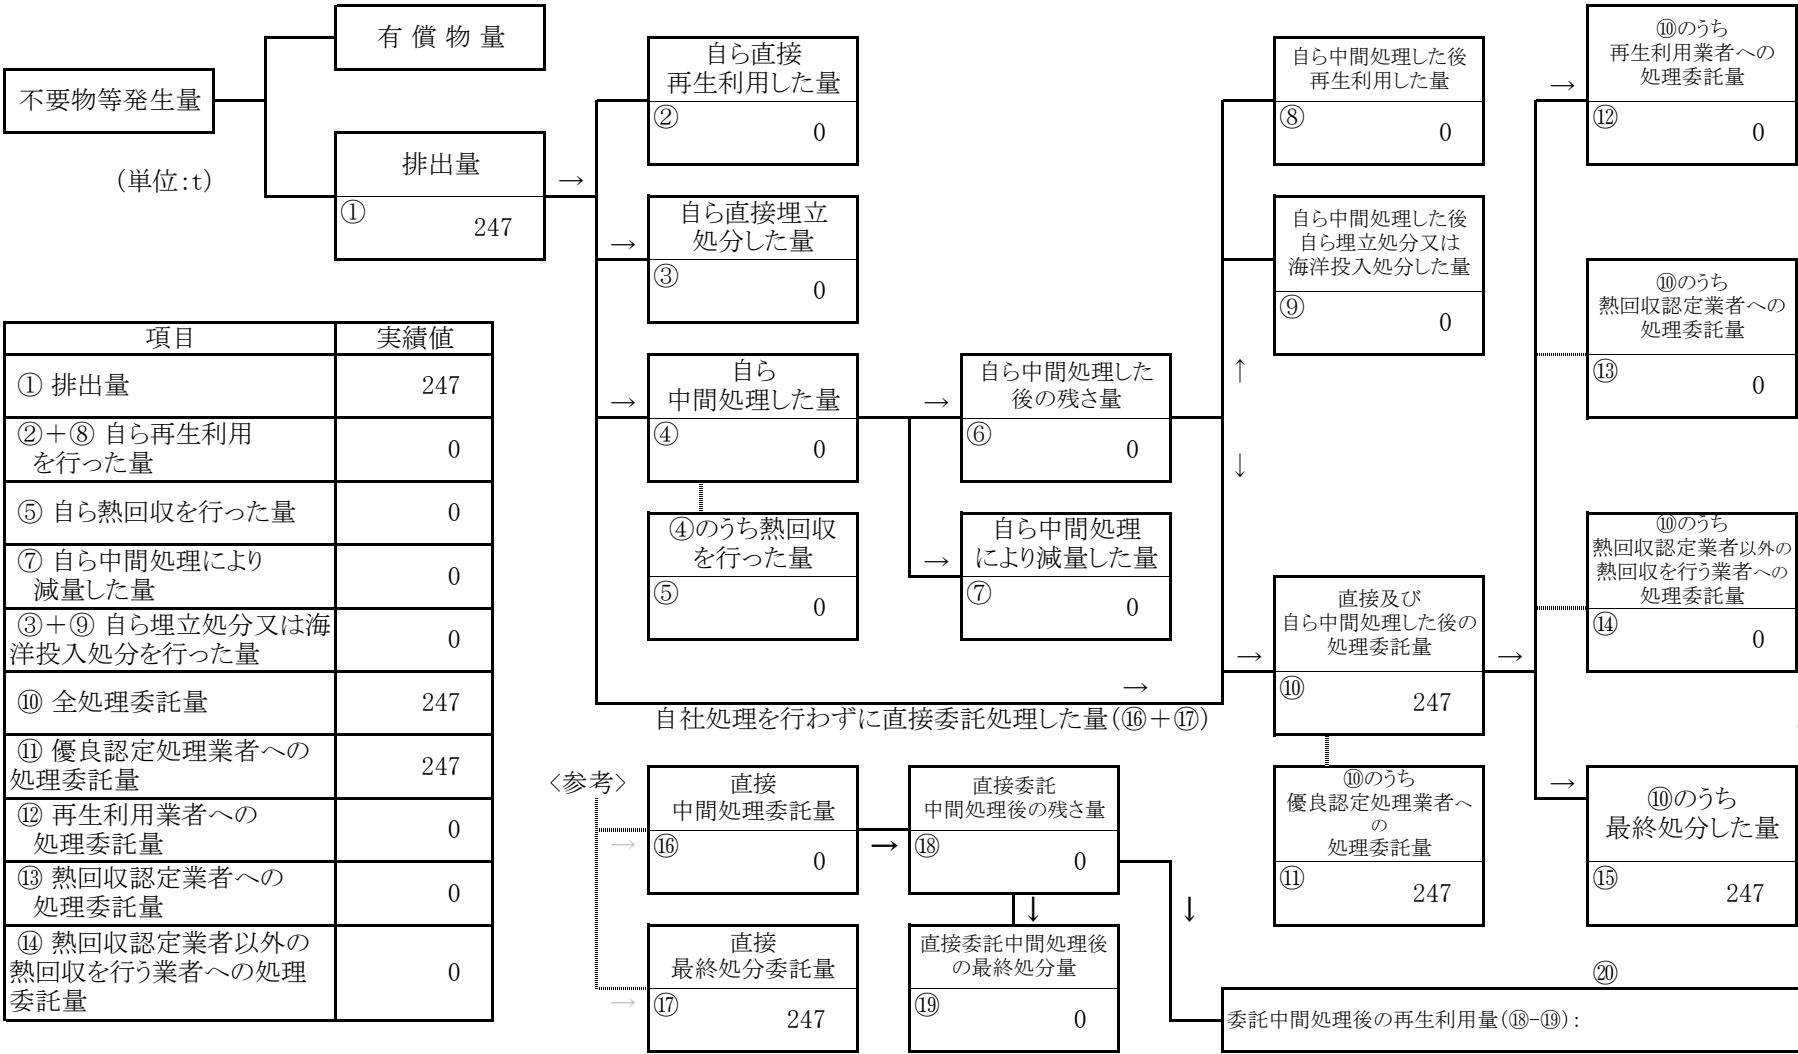 有 償 物 量
不要物等発生量
(単位:t)
排出量
→
①
247
自ら直接
再生利用した量
②
0
→
自ら直接埋立
処分した量
③
0
→
自ら
中間処理した量
④
0
④のうち熱回収
を行った量
⑤
0
→
自ら中間処理した
後の残さ量
⑥
0
→
自ら中間処理
により減量した量
⑦
0
自ら中間処理した後
再生利用した量
⑧
0
自ら中間処理した後
自ら埋立処分又は
海洋投入処分した量
⑨
0
↑
↓
→
直接及び
自ら中間処理した後の
処理委託量
⑩
247
→
→
自社処理を行わずに直接委託処理した量(⑯+⑰)
⑩のうち
優良認定処理業者へ
の
処理委託量
⑪
247
→
⑩のうち
再生利用業者への
処理委託量
⑫
0
⑩のうち
熱回収認定業者への
処理委託量
⑬
0
⑩のうち
熱回収認定業者以外の
熱回収を行う業者への
処理委託量
⑭
0
→
⑩のうち
最終処分した量
⑮
247
項目 実績値
① 排出量 247
②+⑧ 自ら再生利用
を行った量 0
⑤ 自ら熱回収を行った量 0
⑦ 自ら中間処理により
減量した量 0
③+⑨ 自ら埋立処分又は海
洋投入処分を行った量 0
⑩ 全処理委託量 247
⑪ 優良認定処理業者への
処理委託量 247
⑫ 再生利用業者への
処理委託量 0
⑬ 熱回収認定業者への
処理委託量 0
⑭ 熱回収認定業者以外の
熱回収を行う業者への処理
委託量 0
<参考>
→
直接
中間処理委託量
⑯
0
→
直接委託
中間処理後の残さ量
⑱
0
↓
↓
→
直接
最終処分委託量
⑰
247
直接委託中間処理後
の最終処分量
⑲
0
⑳
委託中間処理後の再生利用量(⑱-⑲):